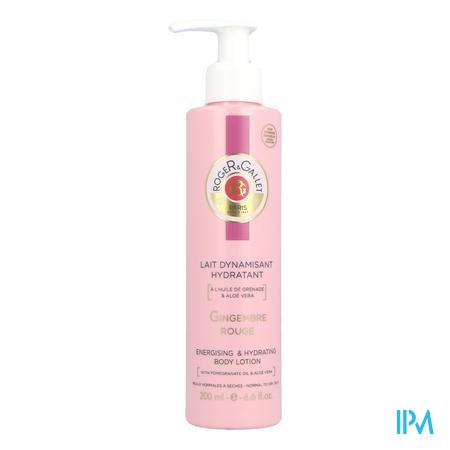 ROGER & GALLET
PARIS
LAIT DYNAMISANT
HYDRATANT
À L'HUILE DE GRENADE
& ALOÉ VERA
GINGEMBRE
ROUGE
ENERGISING & HYDRATING
BODY LOTION
WITH POMEGRANATE OIL & ALOE VERA
PEAUX NORMALES À SÈCHES - NORMAL TO DRY SKIN
200 ml - e - 6.6 fl.oz.
IPM